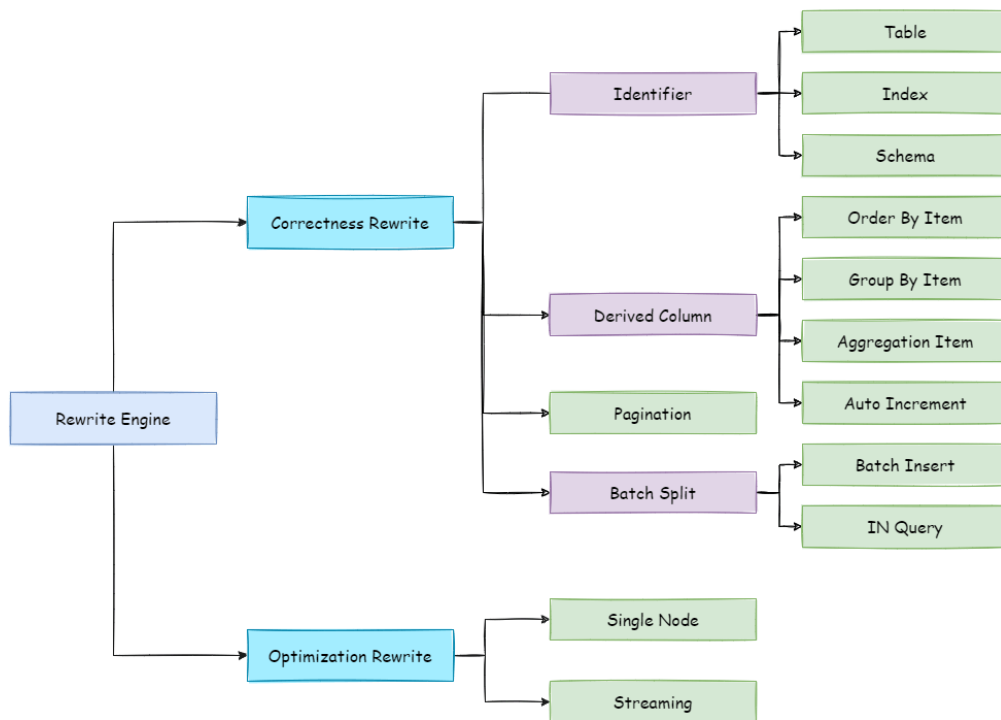 Table
Identifier
Index
Schema
Correctness Rewrite
Order By Item
Group By Item
Derived Column
Aggregation Item
Auto Increment
Pagination
Rewrite Engine
Batch Insert
Batch Split
IN Query
Single Node
Optimization Rewrite
Streaming